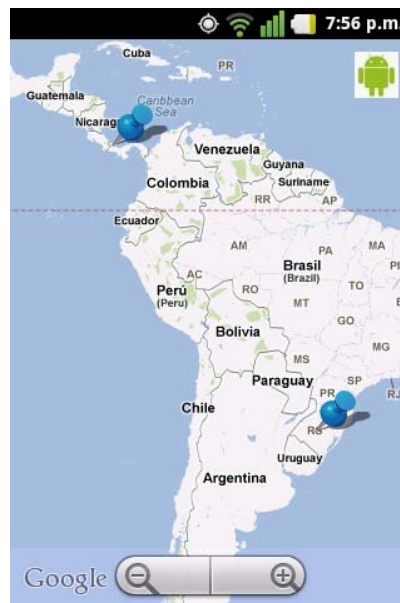 7:56 p.m.
Cuba
PR
Guatemala
Caribbean
Sea
Nicarag
Venezuela
Guyana
Colombia
Suriname
RR
AP
Ecuador
AM
PA
MA
Brasil
(Brazil)
AC
Perú
(Peru)
RO
TO
MT
Bolivia
GO
MG
MS
Paraguay
SP
PR
RJ
Chile
RS
Uruguay
Argentina
Google